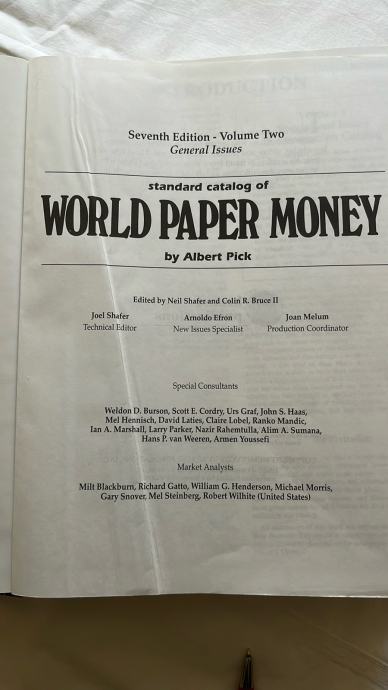 Seventh Edition - Volume Two
General Issues
standard catalog of
WORLD PAPER MONEY
by Albert Pick
Edited by Neil Shafer and Colin R. Bruce II
Joel Shafer
Technical Editor
Arnoldo Efron
New Issues Specialist
Joan Melum
Production Coordinator
Special Consultants
Weldon D. Burson, Scott E. Cordry, Urs Graf, John S. Haas,
Mel Hennisch, David Laties, Claire Lobel, Ranko Mandic,
Ian A. Marshall, Larry Parker, Nazir Rahemtulla, Alim A. Sumana,
Hans P. van Weeren, Armen Youssefi
Market Analysts
Milt Blackburn, Richard Gatto, William G. Henderson, Michael Morris,
Gary Snover, Mel Steinberg, Robert Wilhite (United States)